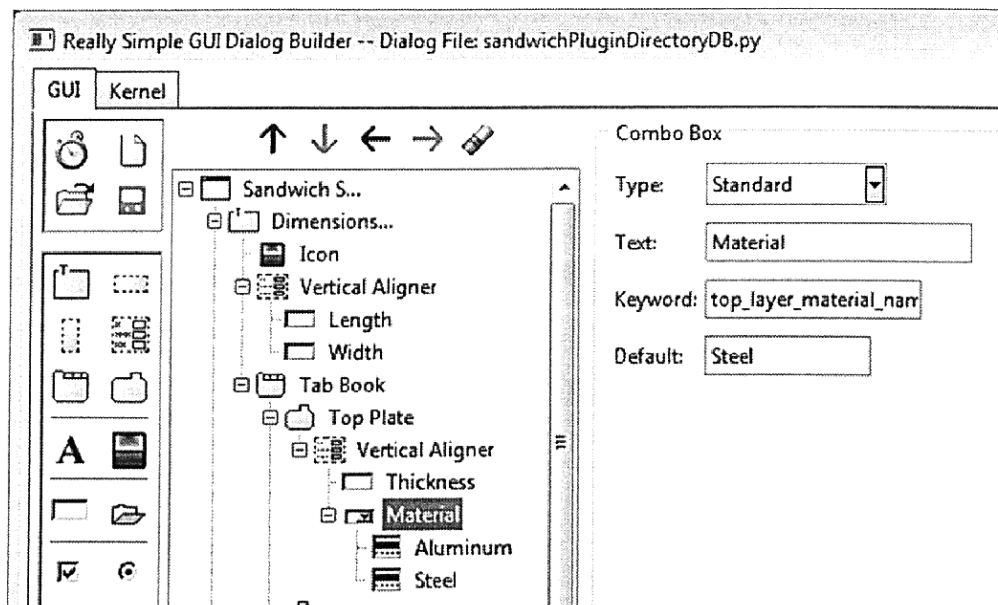 Really Simple GUI Dialog Builder -- Dialog File: sandwichPluginDirectoryDB.py
GUI Kernel
Sandwich S...
Dimensions...
Icon
Vertical Aligner
Length
Width
Tab Book
Top Plate
Vertical Aligner
Thickness
Material
Aluminum
Steel
T
A
Combo Box
Type: Standard
Text: Material
Keyword: top_layer_material_nam
Default: Steel